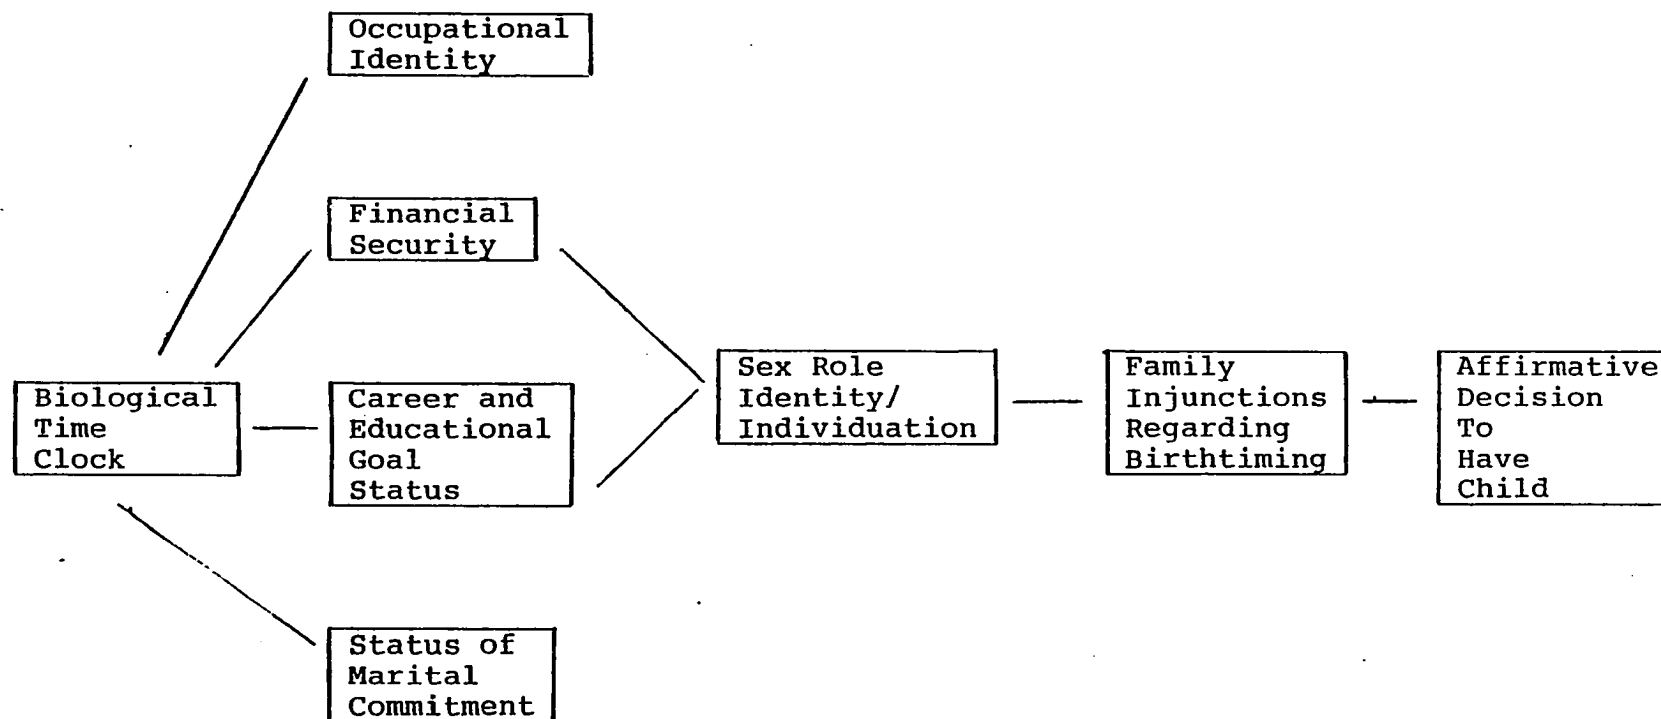 Occupational
Identity
Financial
Security
Biological
Time
Clock
Career and
Educational
Goal
Status
Status of
Marital
Commitment
Sex Role
Identity/
Individuation
Family
Injunctions
Regarding
Birthtiming
Affirmative
Decision
To
Have
Child